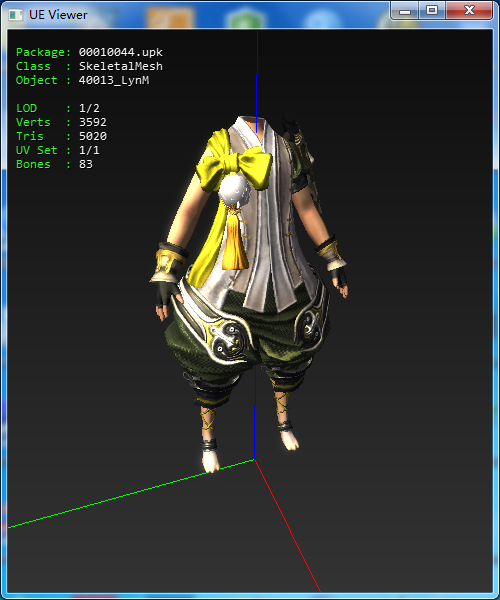 UE Viewer
Package: 00010044.upk
Class : SkeletalMesh
Object : 40013_LynM
LOD : 1/2
Verts : 3592
Tris : 5020
UV Set : 1/1
Bones : 83